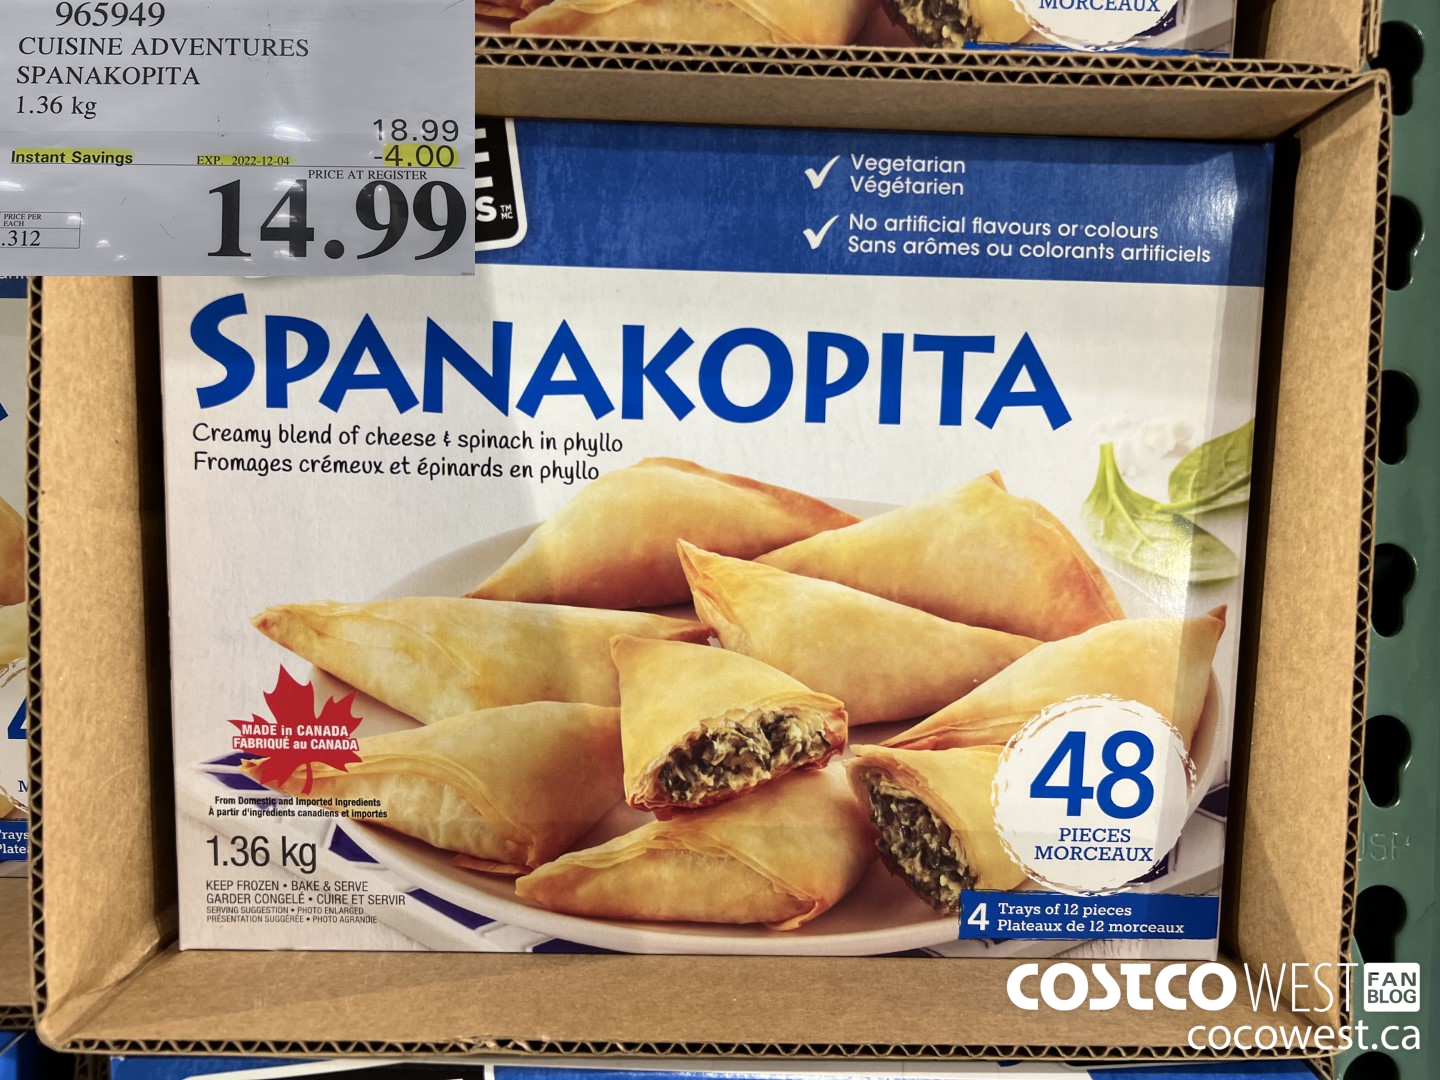 965949
CUISINE ADVENTURES
SPANAKOPITA
1.36 kg
18.99
Instant Savings EXP. 2022-12-04 -4.00
PRICE AT REGISTER
14.99
PRICE PER
EACH
.312
MORCEAUX
Vegetarian
Végétarien
No artificial flavours or colours
Sans arômes ou colorants artificiels
SPANAKOPITA
Creamy blend of cheese & spinach in phyllo
Fromages crémeux et épinards en phyllo
MADE in CANADA
FABRIQUÉ au CANADA
From Domestic and Imported Ingredients
À partir d'ingrédients canadiens et importés
1.36 kg
KEEP FROZEN • BAKE & SERVE
GARDER CONGELÉ • CUIRE ET SERVIR
SERVING SUGGESTION • PHOTO ENLARGED
PRÉSENTATION SUGGÉRÉE • PHOTO AGRANDIE
48
PIECES
MORCEAUX
4 Trays of 12 pieces
Plateaux de 12 morceaux
COSTCO WEST FAN BLOG
cocowest.ca